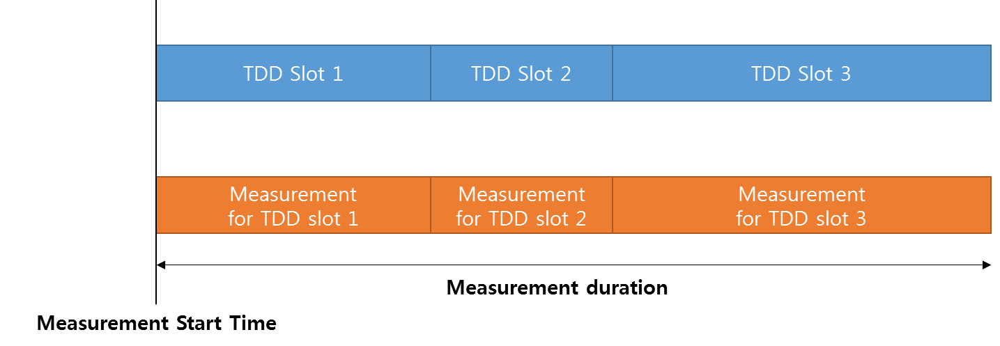 TDD Slot 1
TDD Slot 2
TDD Slot 3
Measurement
for TDD slot 1
Measurement
for TDD slot 2
Measurement
for TDD slot 3
Measurement duration
Measurement Start Time